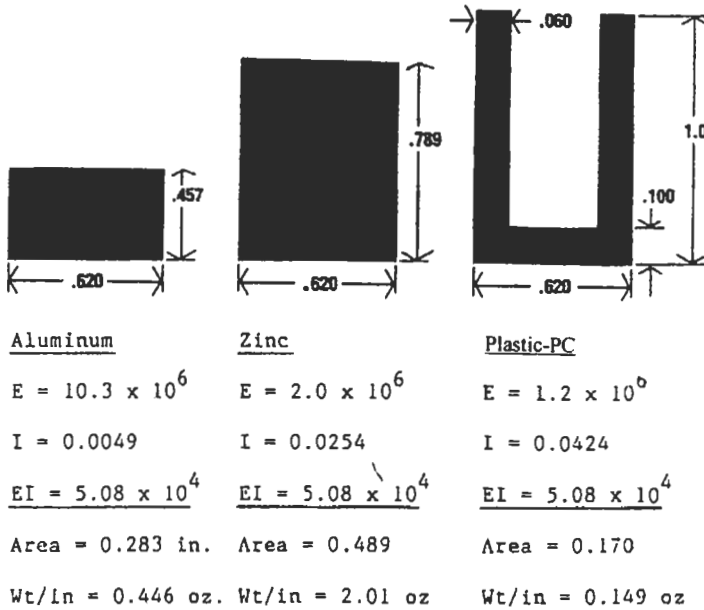 .060
.789
1.0
.457
.100
.620
.620
.620
Aluminum
Zinc
Plastic-PC
E = 10.3 x 10^6
E = 2.0 x 10^6
E = 1.2 x 10^6
I = 0.0049
I = 0.0254
I = 0.0424
EI = 5.08 x 10^4
EI = 5.08 x 10^4
EI = 5.08 x 10^4
Area = 0.283 in.
Area = 0.489
Area = 0.170
Wt/in = 0.446 oz.
Wt/in = 2.01 oz
Wt/in = 0.149 oz